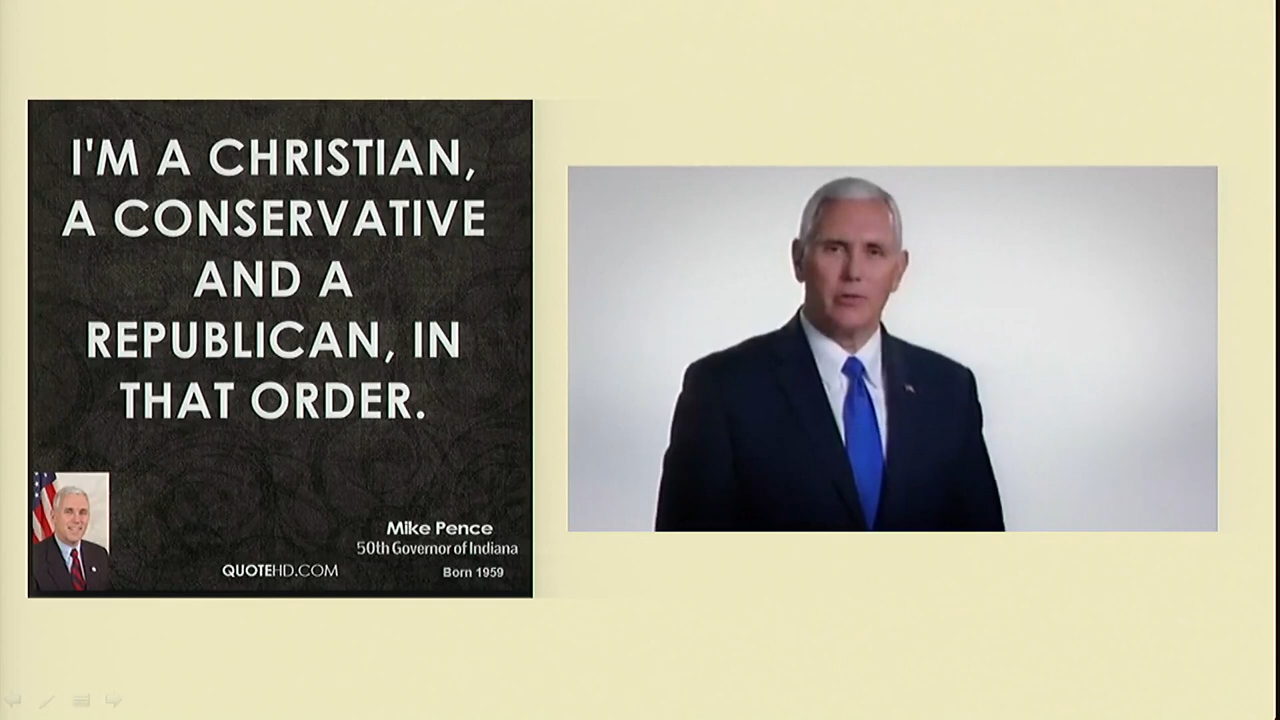 I'M A CHRISTIAN,
A CONSERVATIVE
AND A
REPUBLICAN, IN
THAT ORDER.
Mike Pence
50th Governor of Indiana
QUOTEHD.COM
Born 1959